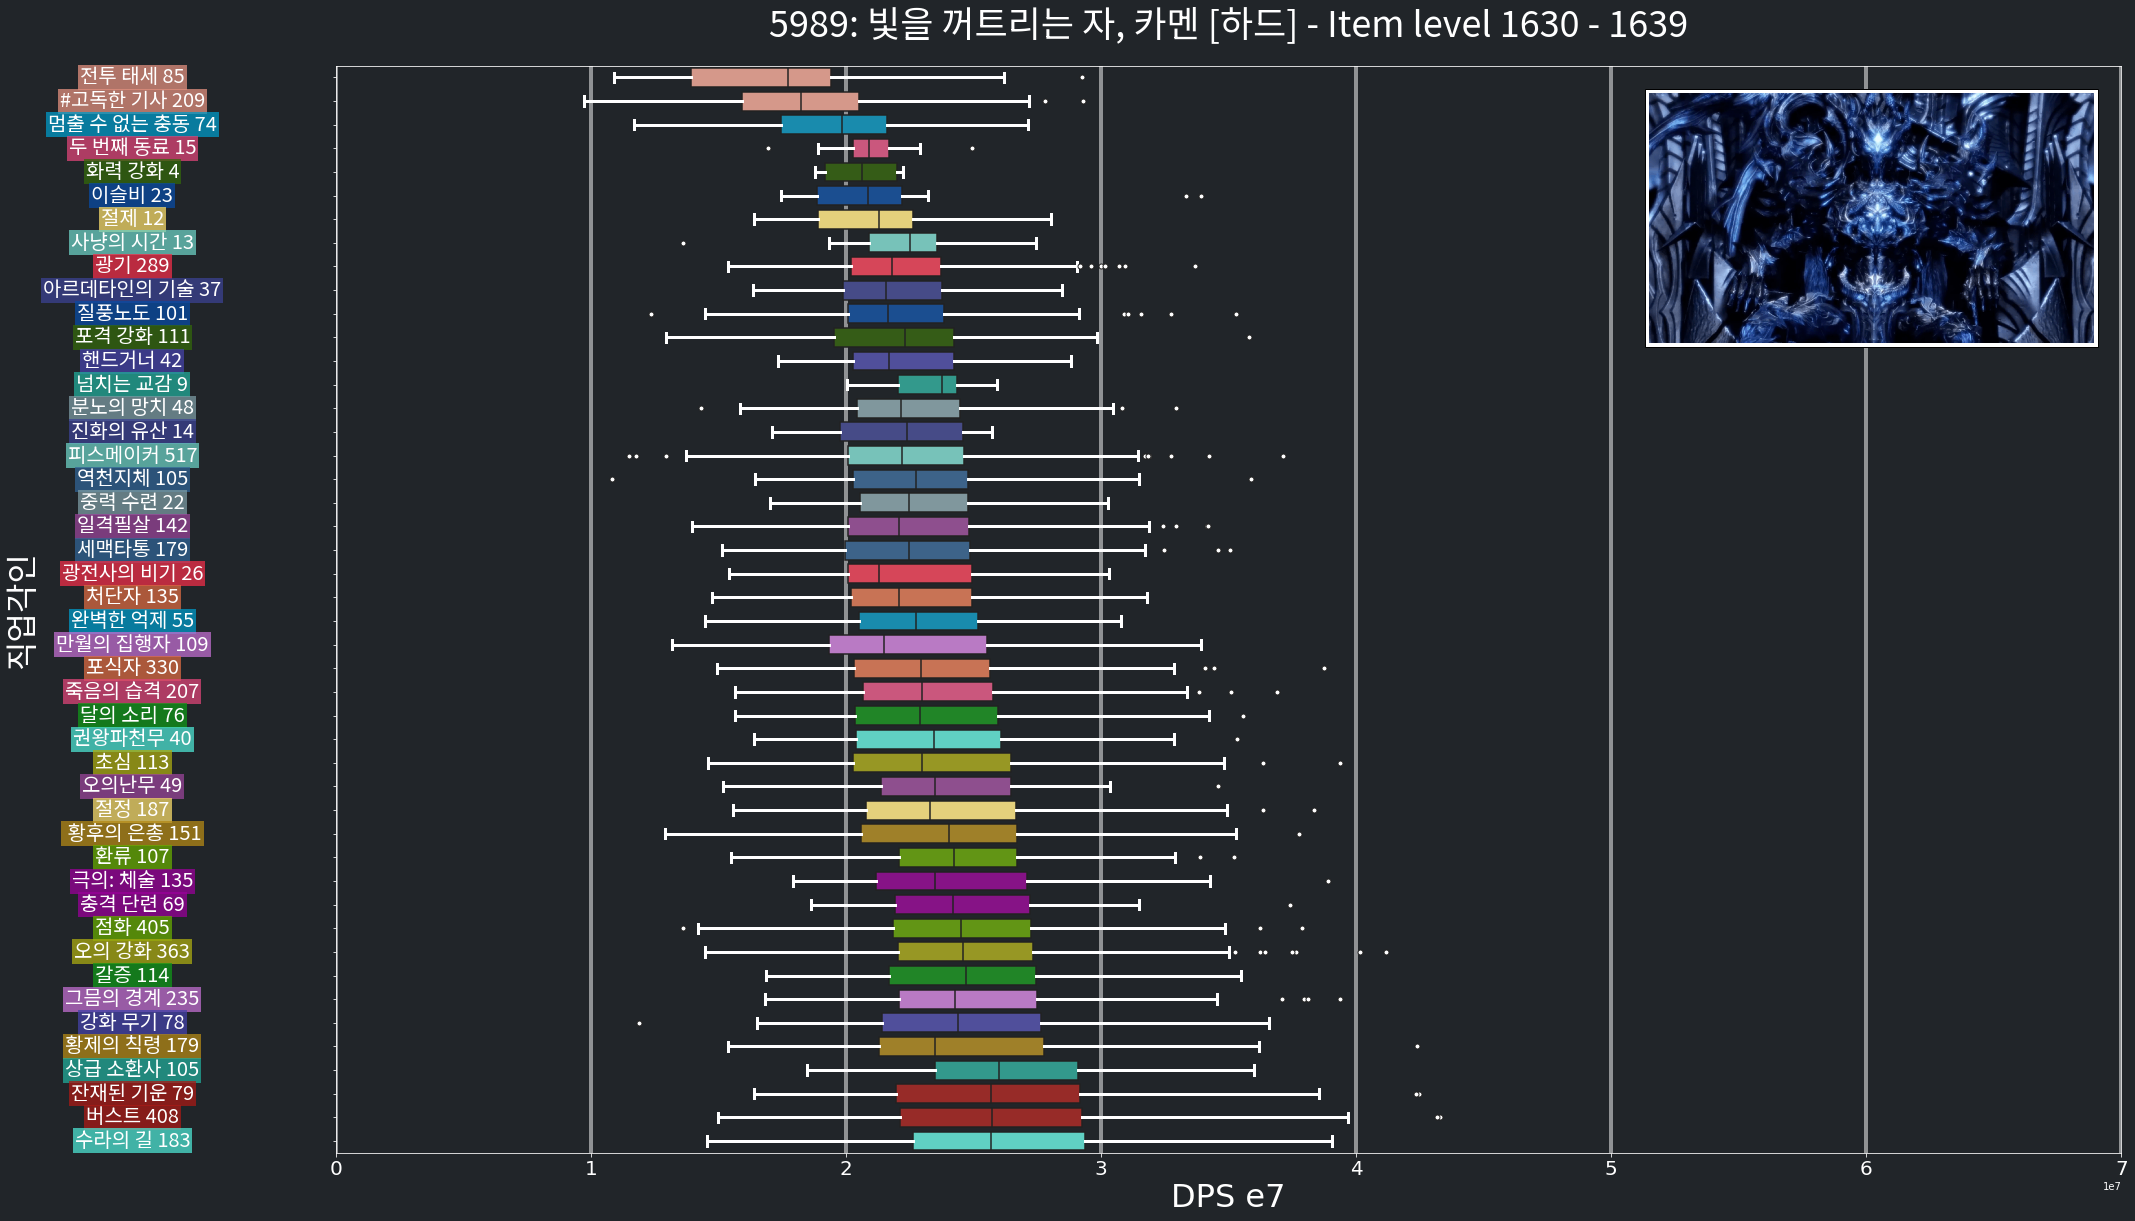 5989: 빛을 꺼트리는 자, 카멘 [하드] - Item level 1630 - 1639
직업각인
전투 태세 85
#고독한 기사 209
멈출 수 없는 충동 74
두 번째 동료 15
화력 강화 4
이슬비 23
절제 12
사냥의 시간 13
광기 289
아르데타인의 기술 37
질풍노도 101
포격 강화 111
핸드거너 42
넘치는 교감 9
분노의 망치 48
진화의 유산 14
피스메이커 517
역천지체 105
중력 수련 22
일격필살 142
세맥타통 179
광전사의 비기 26
처단자 135
완벽한 억제 55
만월의 집행자 109
포식자 330
죽음의 습격 207
달의 소리 76
권왕파천무 40
초심 113
오의난무 49
절정 187
황후의 은총 151
환류 107
극의: 체술 135
충격 단련 69
점화 405
오의 강화 363
갈증 114
그믐의 경계 235
강화 무기 78
황제의 칙령 179
상급 소환사 105
잔재된 기운 79
버스트 408
수라의 길 183
0 1 2 3 4 5 6 7
1e7
DPS e7